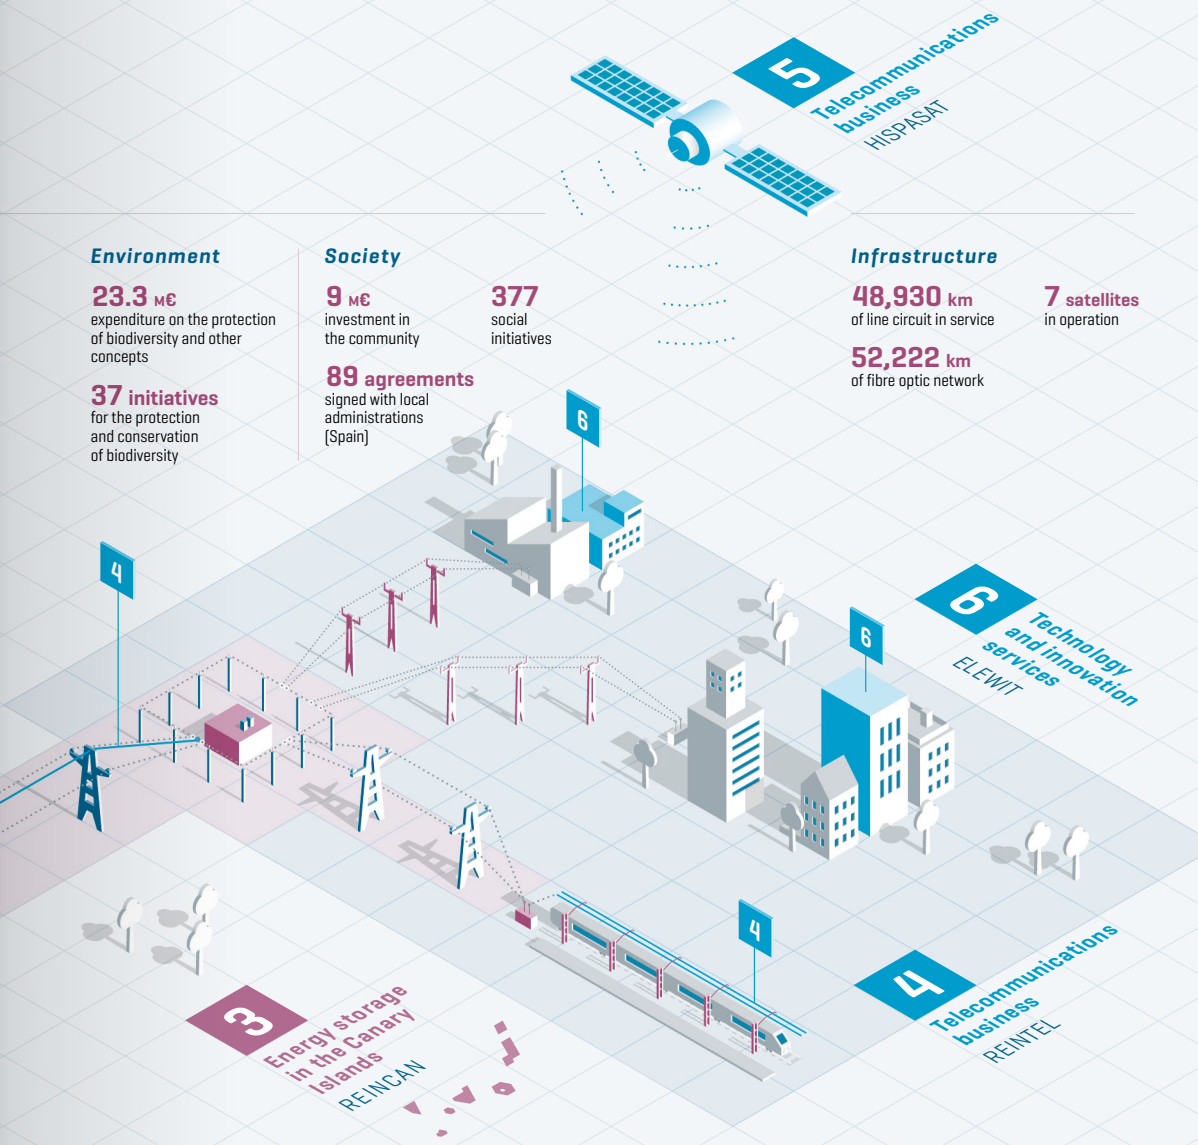 5
Telecommunications
business
HISPASAT
Environment
23.3 M€
expenditure on the protection
of biodiversity and other
concepts
37 initiatives
for the protection
and conservation
of biodiversity
Society
9 M€
investment in
the community
89 agreements
signed with local
administrations
(Spain)
377
social
initiatives
Infrastructure
48,930 km
of line circuit in service
52,222 km
of fibre optic network
7 satellites
in operation
6
4
6
6
Technology
and innovation
services
ELEWIT
4
4
Telecommunications
business
REINTEL
3
Energy storage
in the Canary
Islands
REINCAN